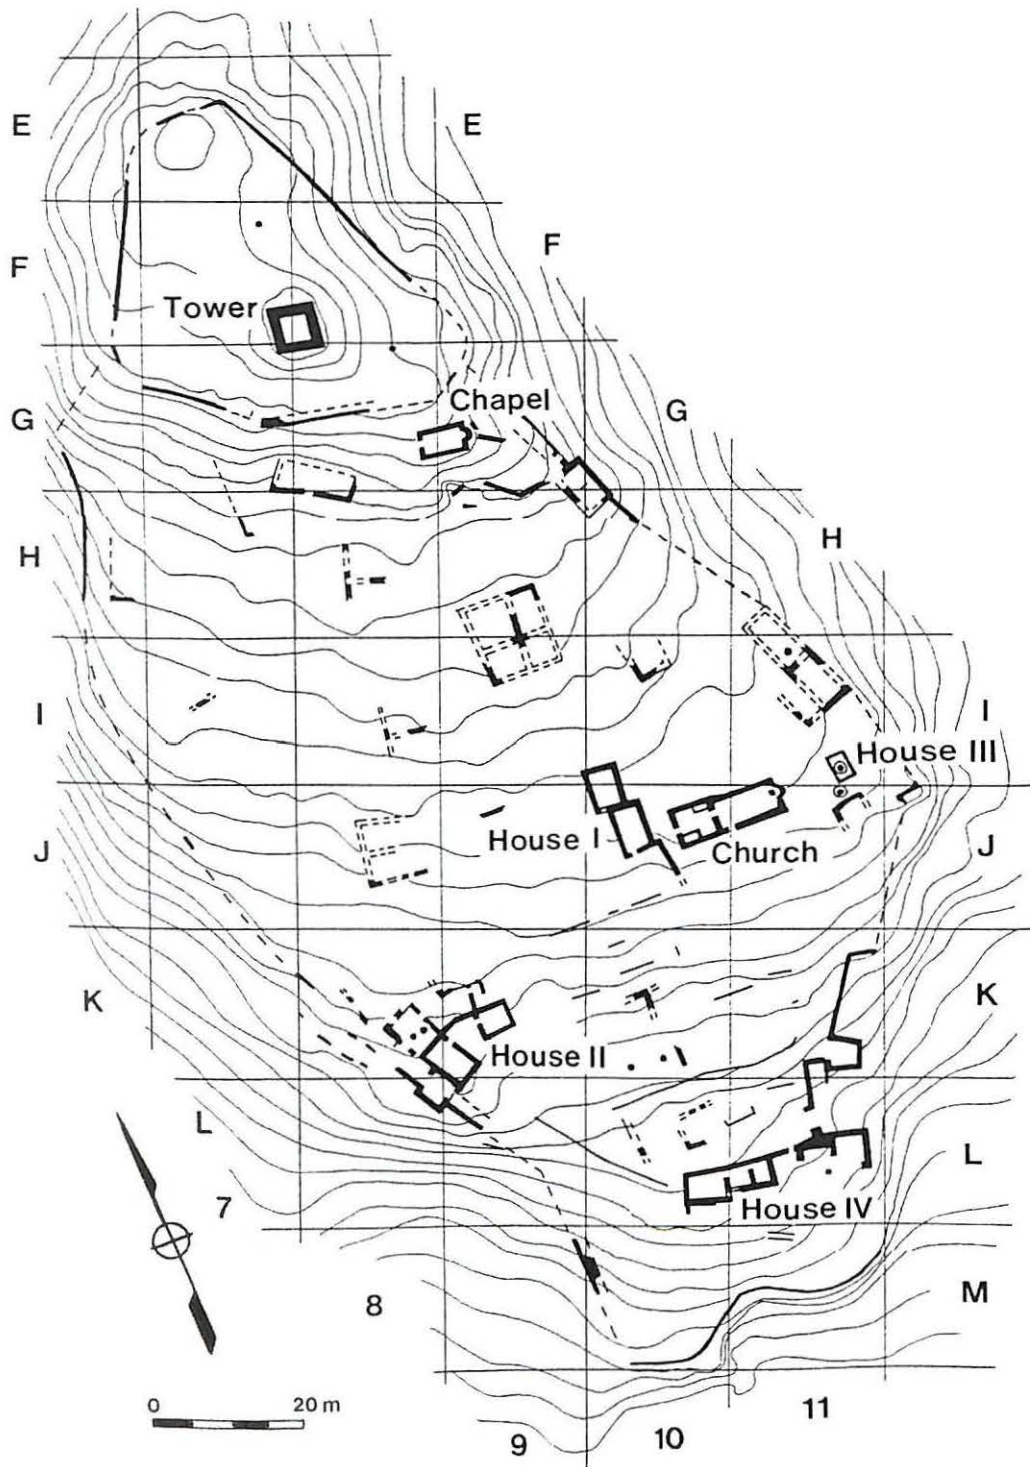 E
E
F
F
Tower
Chapel
G
G
H
H
I
I
House III
House I
Church
J
J
K
K
House II
L
L
7
House IV
8
M
0 20 m
11
10
9